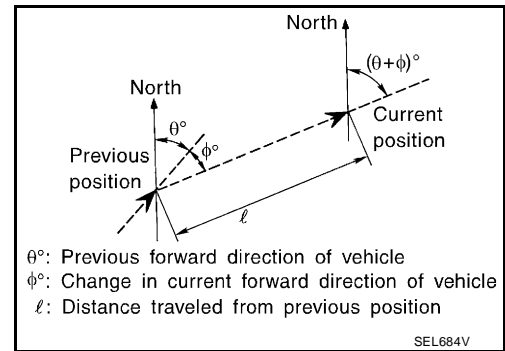 North
(θ+ϕ)°
North
θ°
ϕ°
Current
position
Previous
position
ℓ
θ°: Previous forward direction of vehicle
ϕ°: Change in current forward direction of vehicle
ℓ: Distance traveled from previous position
SEL684V